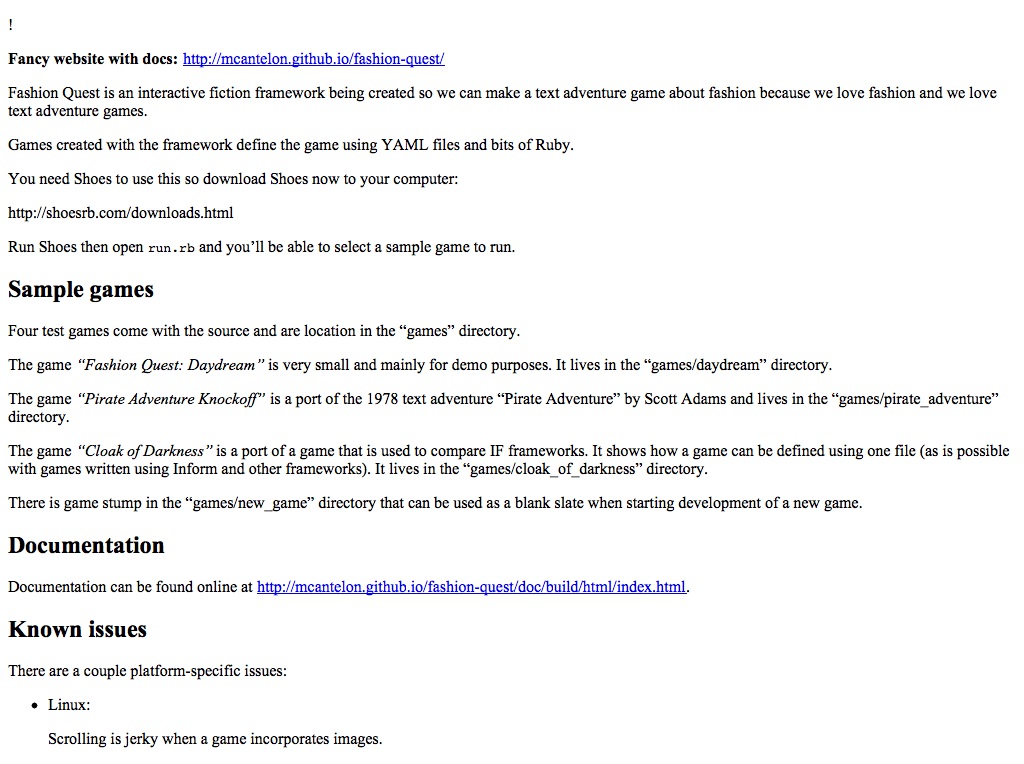 !
Fancy website with docs: http://mcantelon.github.io/fashion-quest/
Fashion Quest is an interactive fiction framework being created so we can make a text adventure game about fashion because we love fashion and we love
text adventure games.
Games created with the framework define the game using YAML files and bits of Ruby.
You need Shoes to use this so download Shoes now to your computer:
http://shoesrb.com/downloads.html
Run Shoes then open run.rb and you’ll be able to select a sample game to run.
Sample games
Four test games come with the source and are location in the “games” directory.
The game “Fashion Quest: Daydream” is very small and mainly for demo purposes. It lives in the “games/daydream” directory.
The game “Pirate Adventure Knockoff” is a port of the 1978 text adventure “Pirate Adventure” by Scott Adams and lives in the “games/pirate_adventure”
directory.
The game “Cloak of Darkness” is a port of a game that is used to compare IF frameworks. It shows how a game can be defined using one file (as is possible
with games written using Inform and other frameworks). It lives in the “games/cloak_of_darkness” directory.
There is game stump in the “games/new_game” directory that can be used as a blank slate when starting development of a new game.
Documentation
Documentation can be found online at http://mcantelon.github.io/fashion-quest/doc/build/html/index.html.
Known issues
There are a couple platform-specific issues:
• Linux:
Scrolling is jerky when a game incorporates images.